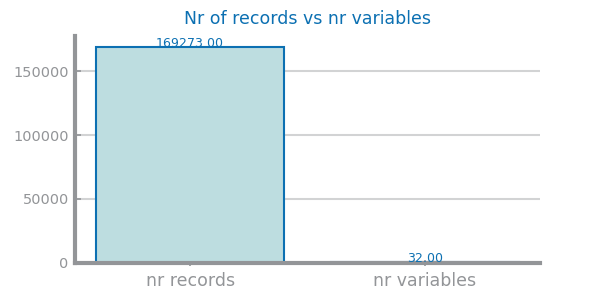 Nr of records vs nr variables
169273.00
150000
100000
50000
32.00
0
nr records
nr variables